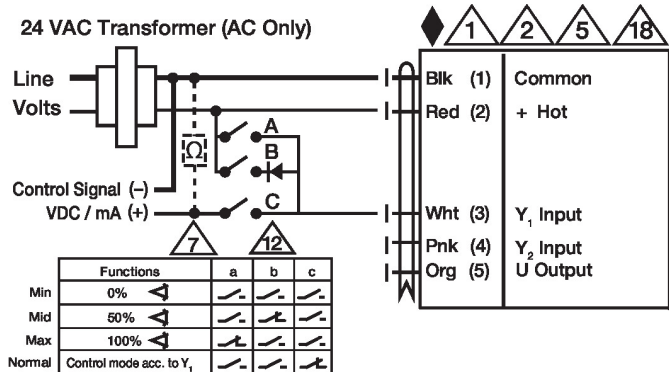 24 VAC Transformer (AC Only)
1 2 5 18
Line
Volts
Blk (1) Common
Red (2) + Hot
A
B
Ω
C
Control Signal (–)
VDC / mA (+)
Wht (3) Y₁ Input
Pnk (4) Y₂ Input
Org (5) U Output
7 12
Functions a b c
Min 0%
Mid 50%
Max 100%
Normal Control mode acc. to Y₁